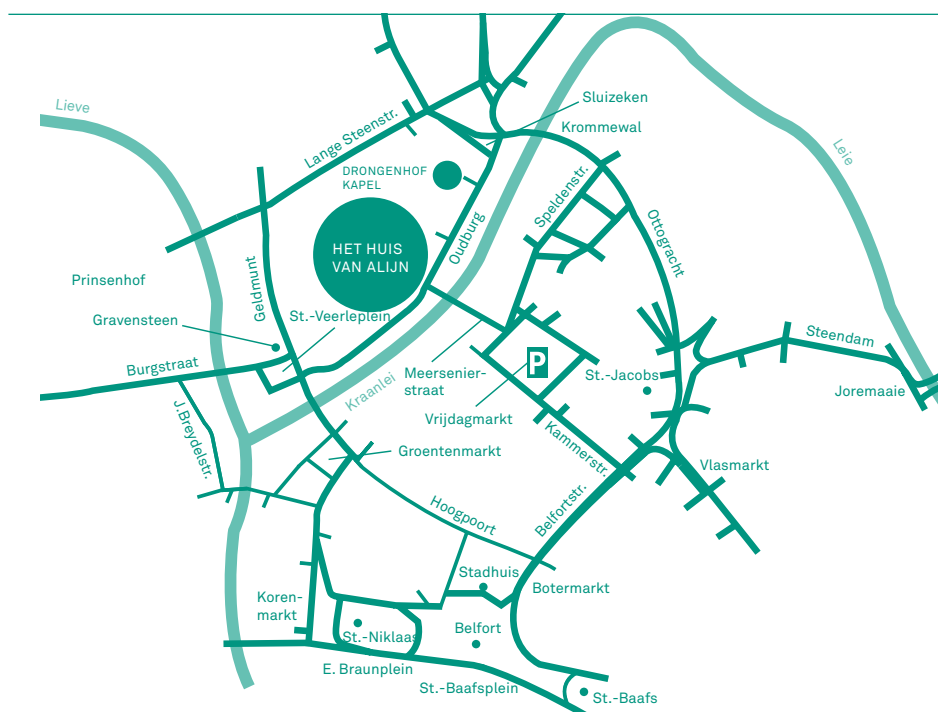 Sluizeken
Lieve
Krommewal
Lange Steenstr.
Leie
DRONGENHOF
KAPEL
Speldenstr.
Ottogracht
Oudburg
HET HUIS
VAN ALIJN
Prinsenhof
Geldmunt
Gravensteen
St.-Veerleplein
Steendam
Burgstraat
Meersenier-
straat
P
St.-Jacobs
Kraanlei
Joremaaie
J.Breydelstr.
Vrijdagmarkt
Kammerstr.
Groentenmarkt
Vlasmarkt
Hoogpoort
Belfortstr.
Stadhuis
Botermarkt
Koren-
markt
St.-Niklaas
Belfort
E. Braunplein
St.-Baafsplein
St.-Baafs